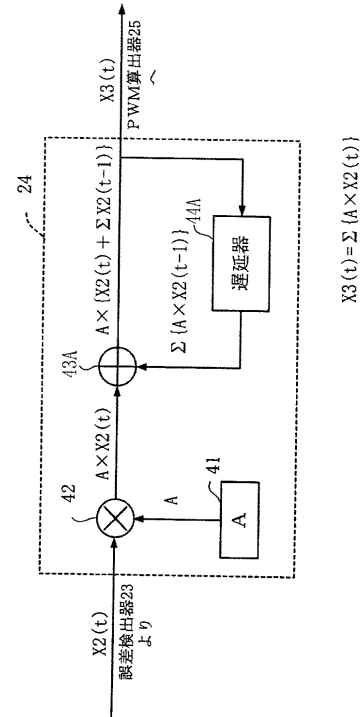 24
X2(t)
誤差検出器23
より
42
A×X2(t)
A
41
A
43A
A×{X2(t)+ΣX2(t-1)}
Σ{A×X2(t-1)}
44A
遅延器
X3(t)
PWM算出器25
へ
X3(t)=Σ{A×X2(t)}